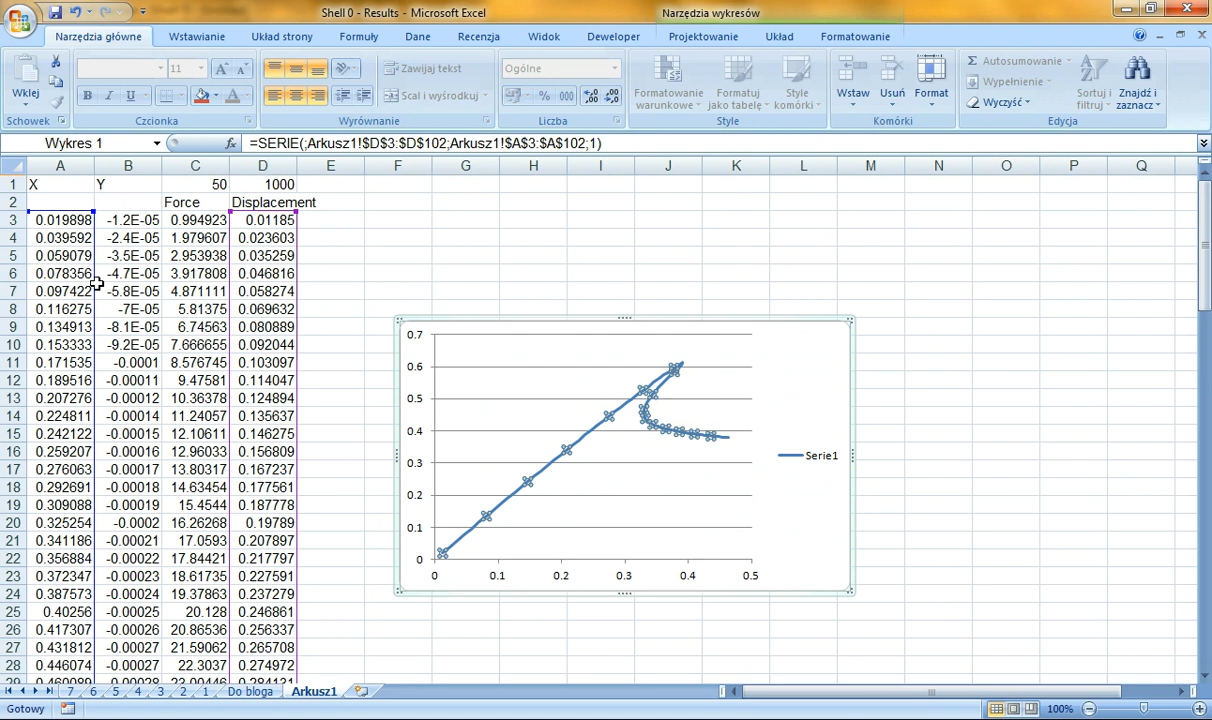 Shell 0 - Results - Microsoft Excel
Narzędzia wykresów
Narzędzia główne Wstawianie Układ strony Formuły Dane Recenzja Widok Deweloper Projektowanie Układ Formatowanie
Wklej
11 A A
B I U A
Zawijaj tekst
Scal i wyśrodkuj
Ogólne
% 000
Formatowanie warunkowe
Formatuj jako tabelę
Style komórki
Wstaw Usuń Format
Autosumowanie
Wypełnienie
Wyczyść
Sortuj i filtruj
Znajdź i zaznacz
Schowek Czcionka Wyrównanie Liczba Style Komórki Edycja
Wykres 1 fx =SERIE(;Arkusz1!$D$3:$D$102;Arkusz1!$A$3:$A$102;1)
A B C D E F G H I J K L M N O P Q
1 X Y 50 1000
2 Force Displacement
3 0.019898 -1.2E-05 0.994923 0.01185
4 0.039592 -2.4E-05 1.979607 0.023603
5 0.059079 -3.5E-05 2.953938 0.035259
6 0.078356 -4.7E-05 3.917808 0.046816
7 0.097422 -5.8E-05 4.871111 0.058274
8 0.116275 -7E-05 5.81375 0.069632
9 0.134913 -8.1E-05 6.74563 0.080889
10 0.153333 -9.2E-05 7.666655 0.092044
11 0.171535 -0.0001 8.576745 0.103097
12 0.189516 -0.00011 9.47581 0.114047
13 0.207276 -0.00012 10.36378 0.124894
14 0.224811 -0.00014 11.24057 0.135637
15 0.242122 -0.00015 12.10611 0.146275
16 0.259207 -0.00016 12.96033 0.156809
17 0.276063 -0.00017 13.80317 0.167237
18 0.292691 -0.00018 14.63454 0.177561
19 0.309088 -0.00019 15.4544 0.187778
20 0.325254 -0.0002 16.26268 0.19789
21 0.341186 -0.00021 17.0593 0.207897
22 0.356884 -0.00022 17.84421 0.217797
23 0.372347 -0.00023 18.61735 0.227591
24 0.387573 -0.00024 19.37863 0.237279
25 0.40256 -0.00025 20.128 0.246861
26 0.417307 -0.00026 20.86536 0.256337
27 0.431812 -0.00027 21.59062 0.265708
28 0.446074 -0.00027 22.3037 0.274972
0.7
0.6
0.5
0.4
0.3
0.2
0.1
0
0 0.1 0.2 0.3 0.4 0.5
Serie1
7 6 5 4 3 2 1 Do bloga Arkusz1
Gotowy 100%